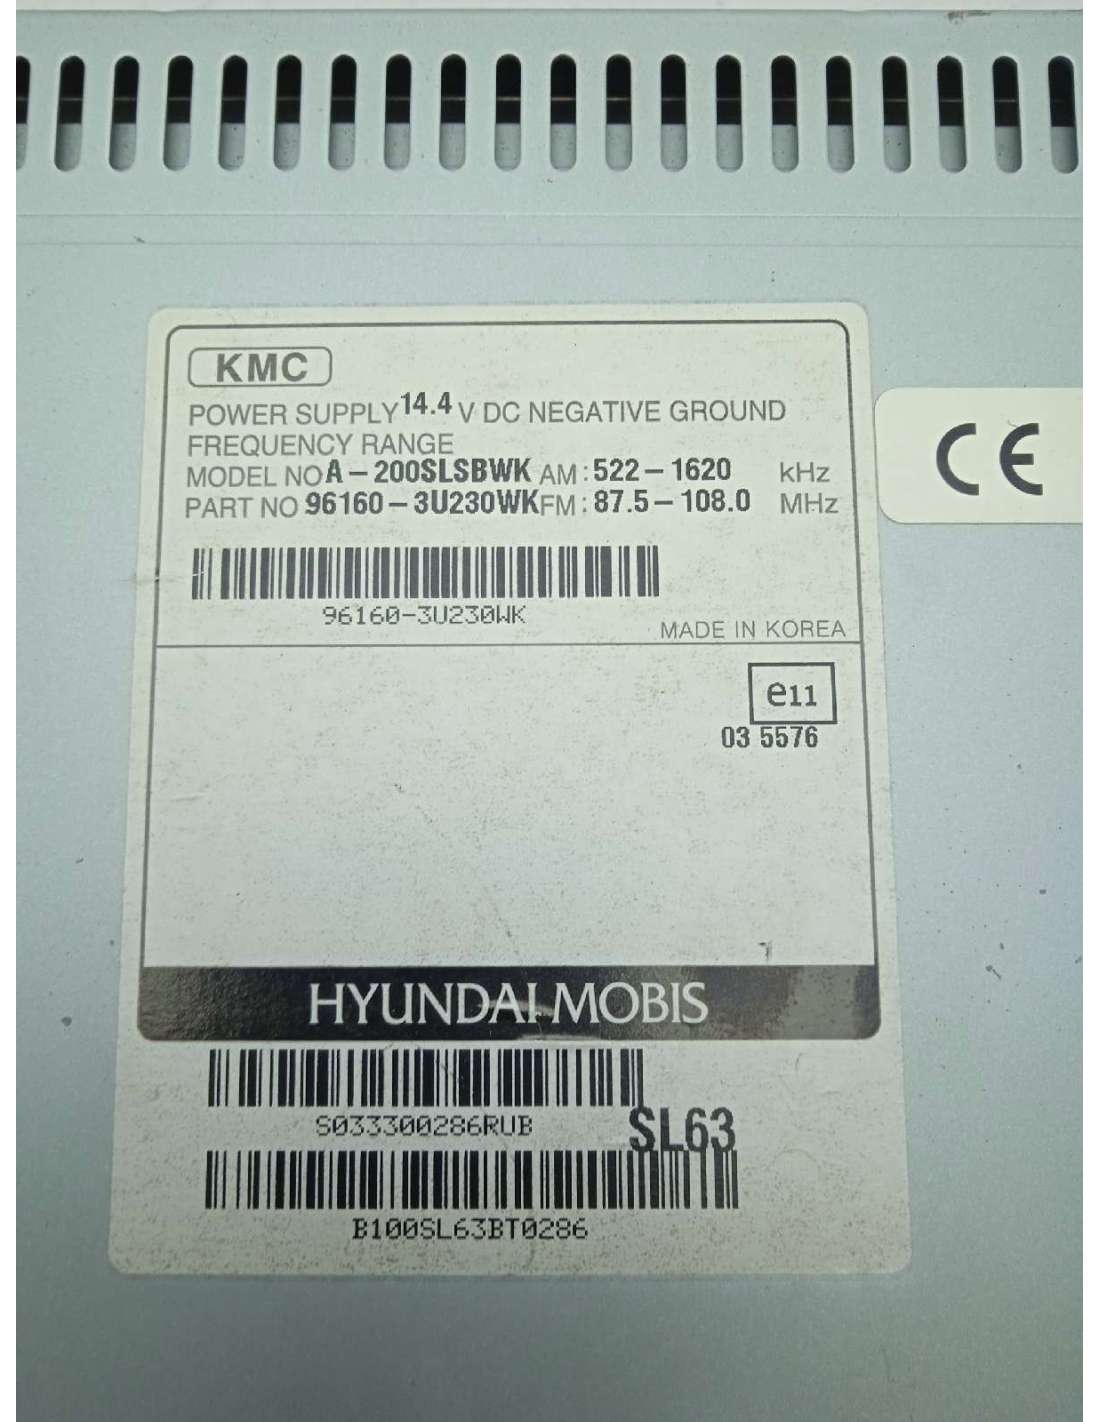 KMC
POWER SUPPLY 14.4 V DC NEGATIVE GROUND
FREQUENCY RANGE
MODEL NO A-200SLSBWK AM: 522-1620 kHz
PART NO 96160-3U230WK FM: 87.5-108.0 MHz
CE
96160-3U230WK
MADE IN KOREA
e11
03 5576
HYUNDAI MOBIS
S033300286RUB
SL63
B100SL63BT0286